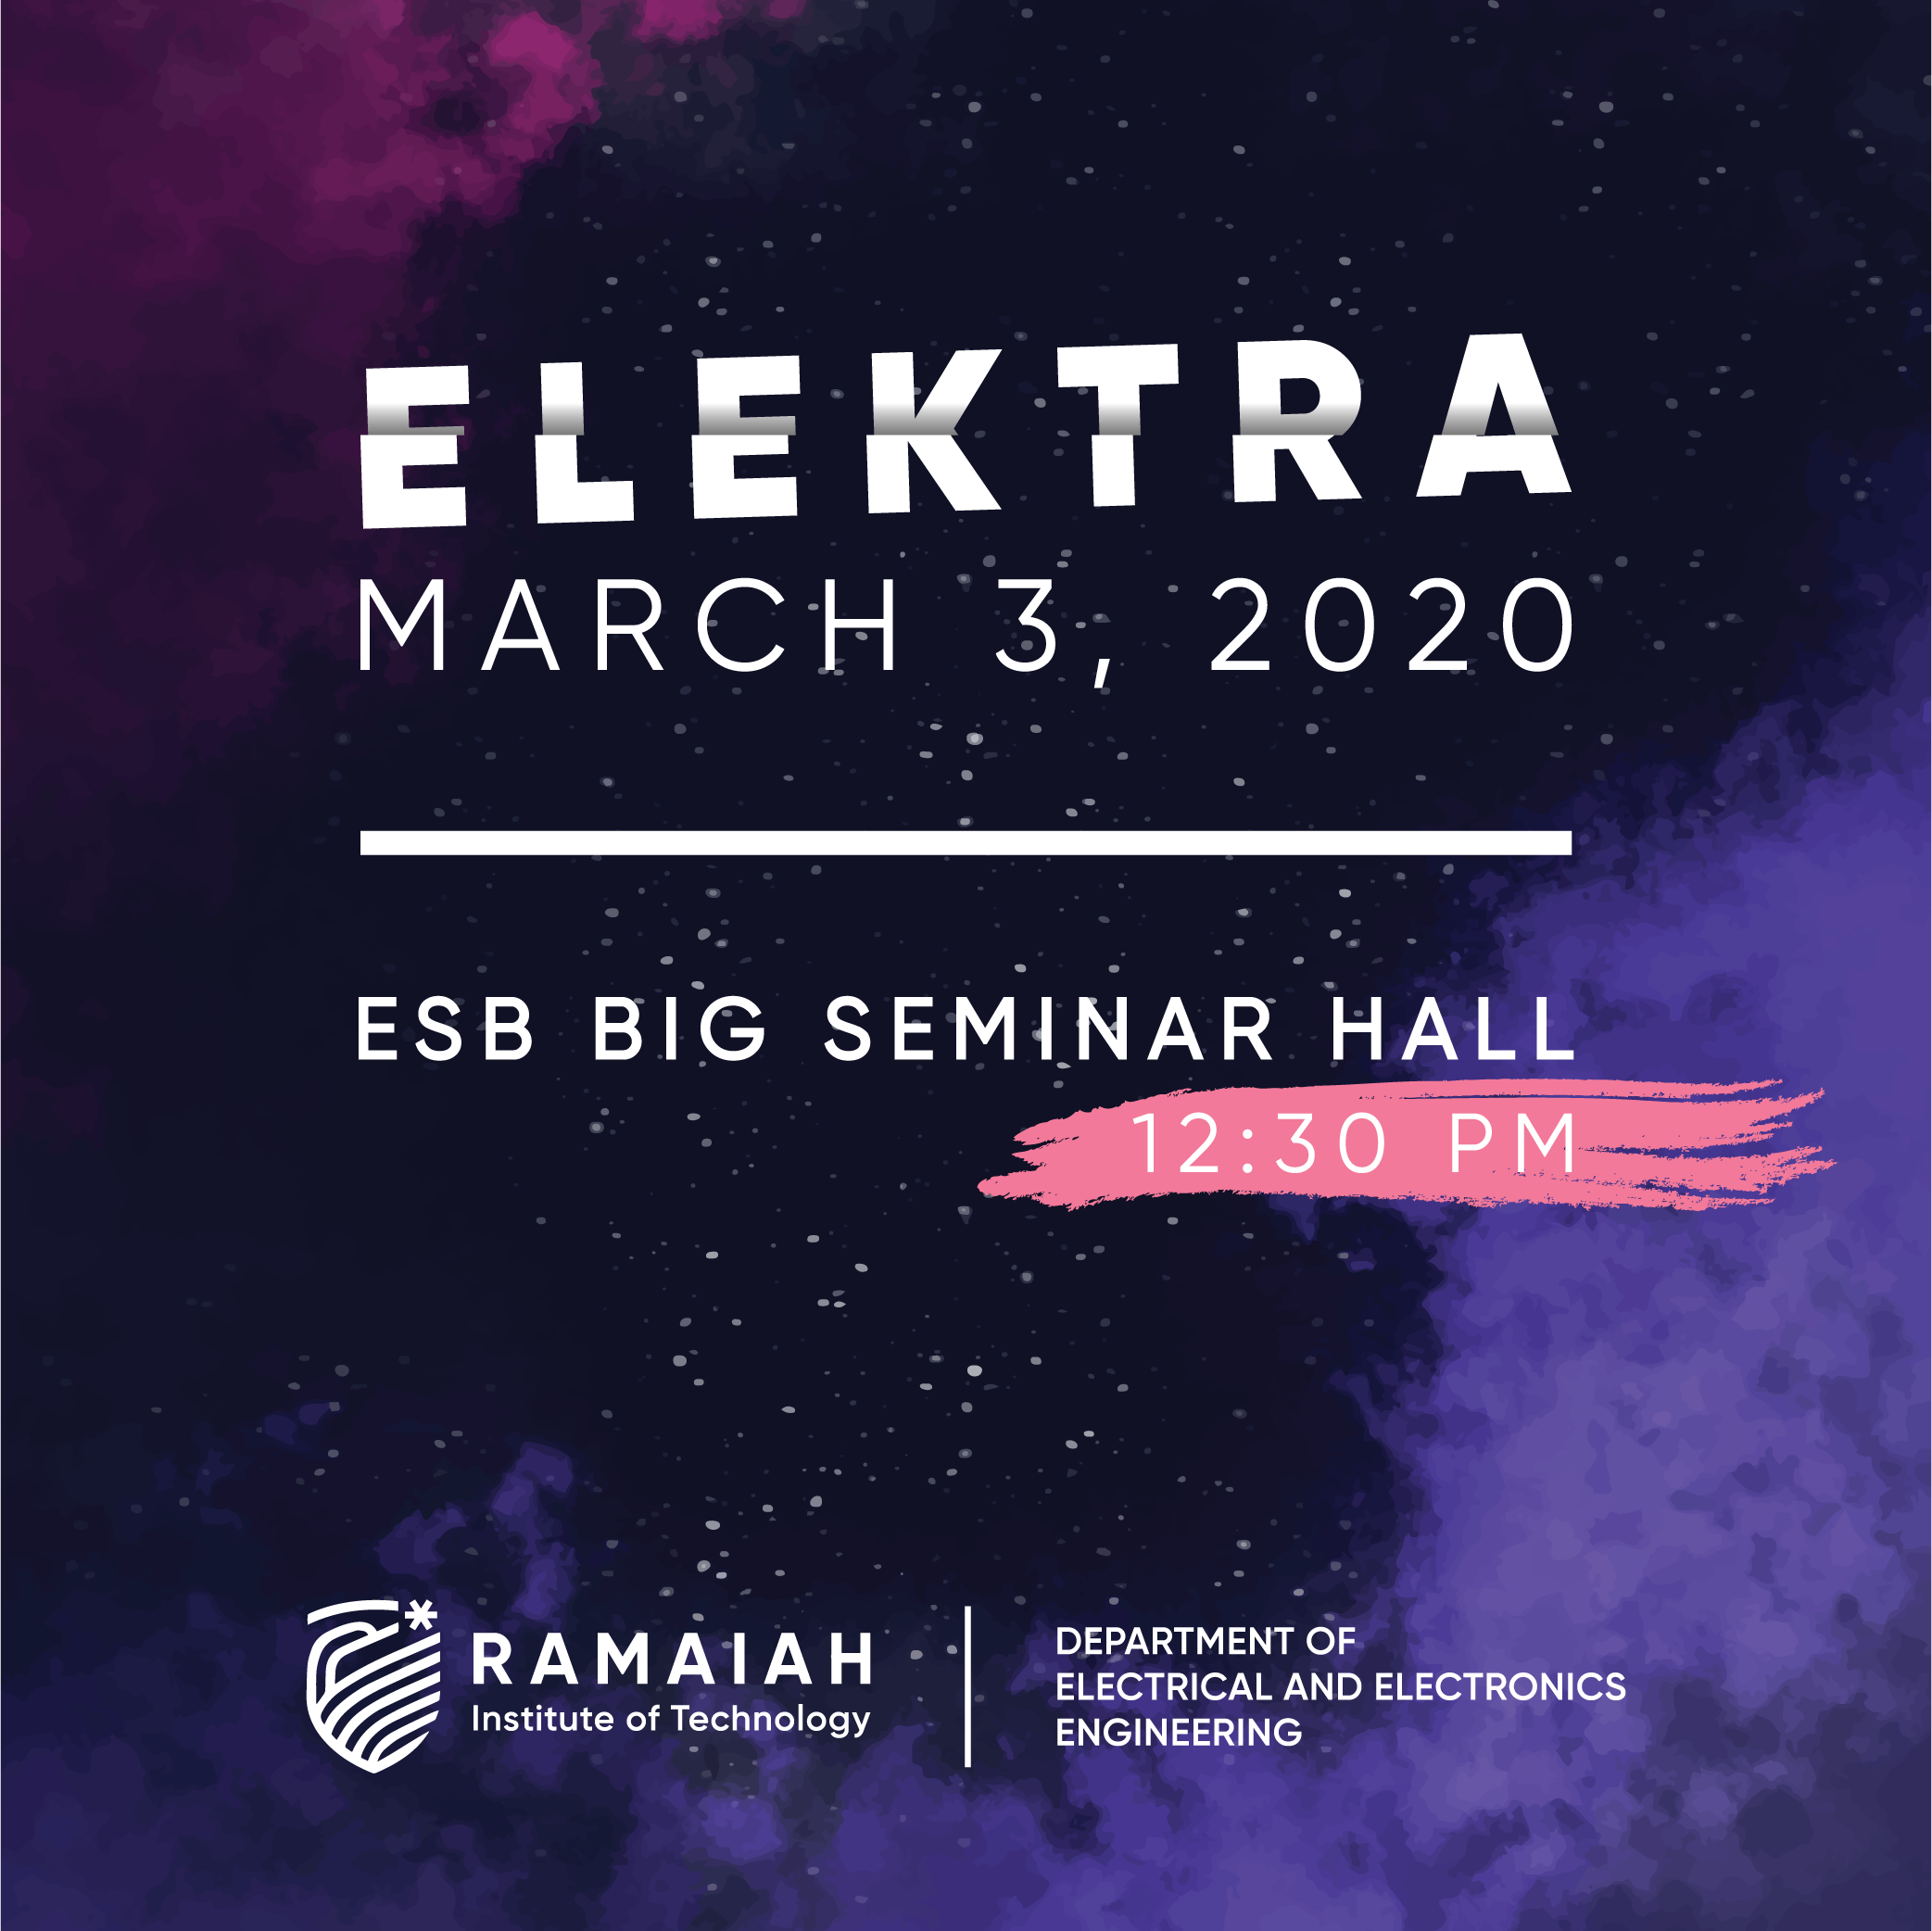 ELEKTRA
MARCH 3, 2020
ESB BIG SEMINAR HALL
12:30 PM
RAMAIAH
Institute of Technology
DEPARTMENT OF
ELECTRICAL AND ELECTRONICS
ENGINEERING